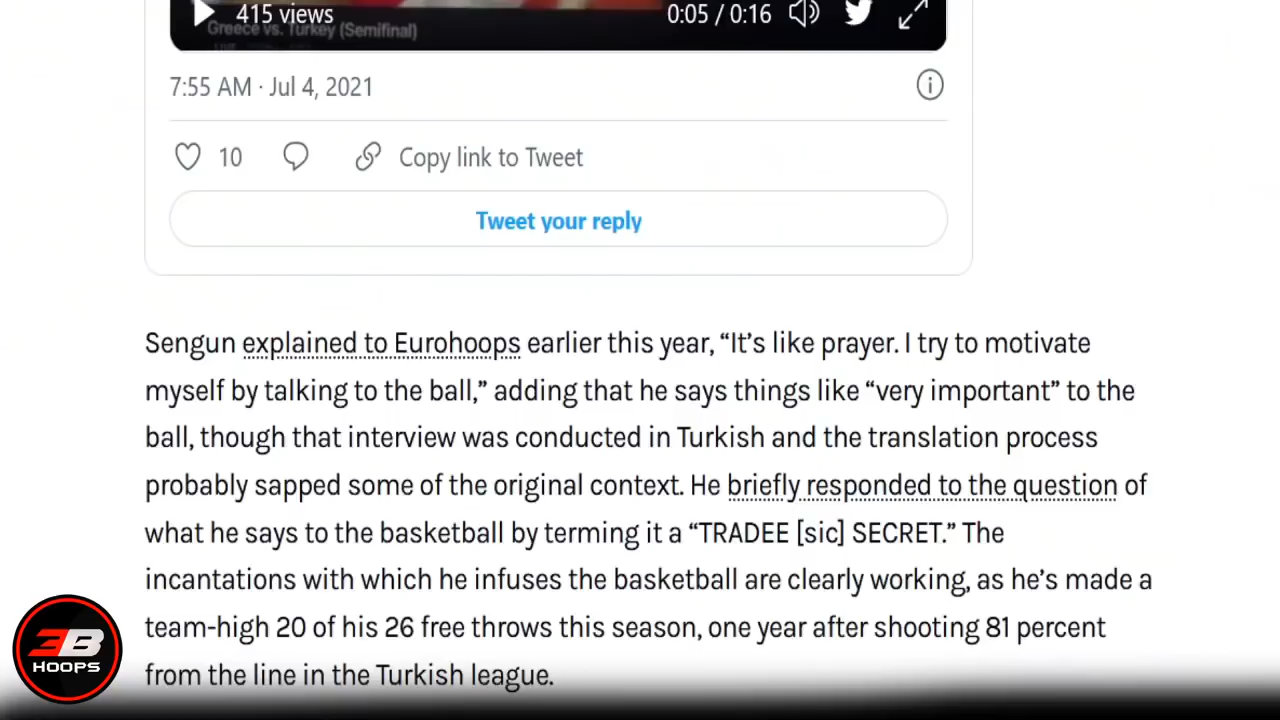 415 views
0:05 / 0:16
Greece vs. Turkey (Semifinal)
7:55 AM · Jul 4, 2021
10
Copy link to Tweet
Tweet your reply
Sengun explained to Eurohoops earlier this year, “It’s like prayer. I try to motivate
myself by talking to the ball,” adding that he says things like “very important” to the
ball, though that interview was conducted in Turkish and the translation process
probably sapped some of the original context. He briefly responded to the question of
what he says to the basketball by terming it a “TRADEE [sic] SECRET.” The
incantations with which he infuses the basketball are clearly working, as he’s made a
team-high 20 of his 26 free throws this season, one year after shooting 81 percent
from the line in the Turkish league.
3B
HOOPS